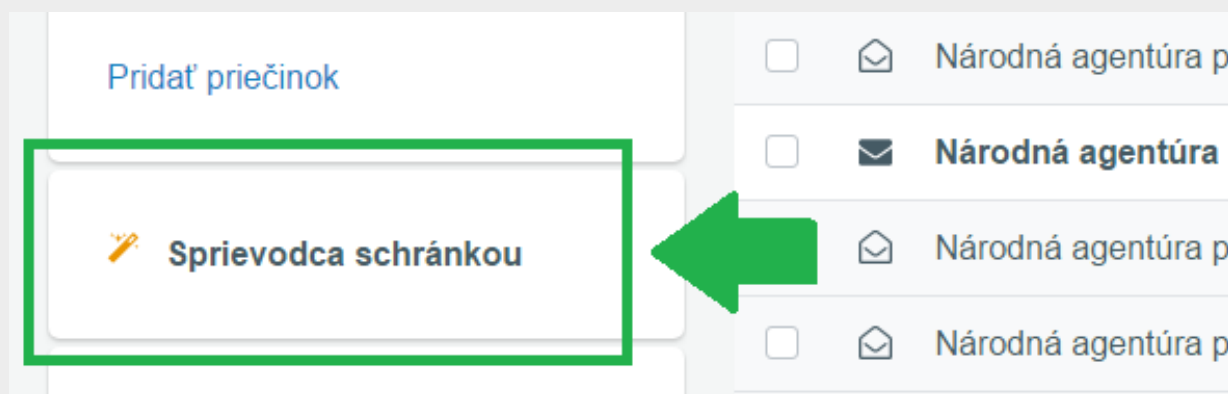 Pridať priečinok
Sprievodca schránkou
Národná agentúra p
Národná agentúra
Národná agentúra p
Národná agentúra p